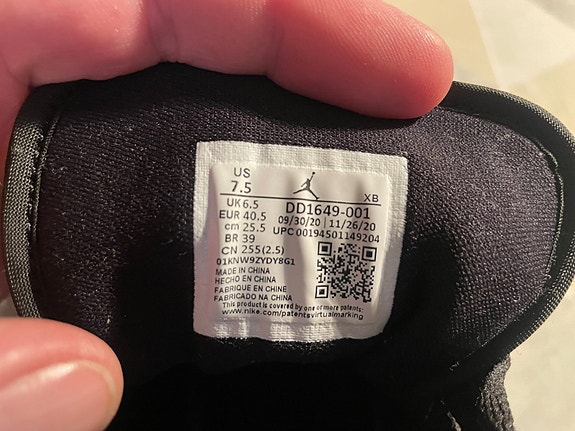 US
7.5
XB
UK 6.5
DD1649-001
EUR 40.5
09/30/20 | 11/26/20
cm 25.5
UPC 00194501149204
BR 39
CN 255(2.5)
01KNW9ZYDY8G1
MADE IN CHINA
HECHO EN CHINA
FABRIQUE EN CHINE
FABRICADO NA CHINA
This product is covered by one or more patents:
www.nike.com/patentsvirtualmarking